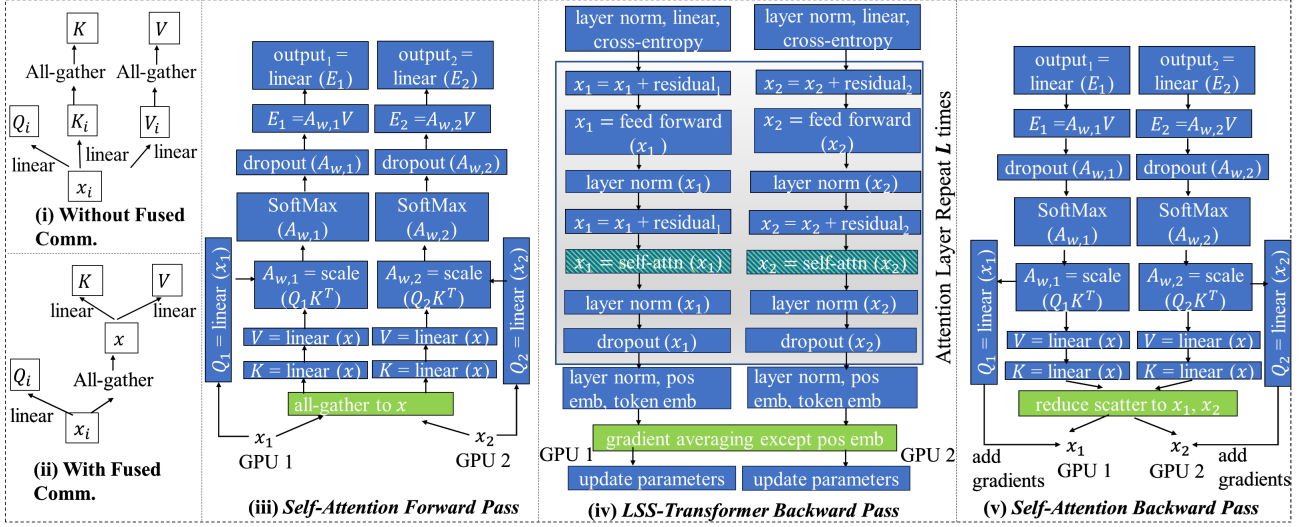 K
V
All-gather
All-gather
Q_i
K_i
V_i
linear
linear
linear
x_i
(i) Without Fused
Comm.
K
V
linear
linear
x
Q_i
All-gather
linear
x_i
(ii) With Fused
Comm.
output_1 =
linear (E_1)
output_2 =
linear (E_2)
E_1 =A_{w,1}V
E_2 =A_{w,2}V
dropout (A_{w,1})
dropout (A_{w,2})
SoftMax
(A_{w,1})
SoftMax
(A_{w,2})
Q_1 = linear (x_1)
A_{w,1} = scale
(Q_1K^T)
A_{w,2} = scale
(Q_2K^T)
Q_2 = linear (x_2)
V = linear (x)
V = linear (x)
K = linear (x)
K = linear (x)
all-gather to x
x_1
GPU 1
x_2
GPU 2
(iii) Self-Attention Forward Pass
layer norm, linear,
cross-entropy
layer norm, linear,
cross-entropy
x_1 = x_1 + residual_1
x_2 = x_2 + residual_2
x_1 = feed forward
(x_1)
x_2 = feed forward
(x_2)
layer norm (x_1)
layer norm (x_2)
x_1 = x_1 + residual_1
x_2 = x_2 + residual_2
x_1 = self-attn (x_1)
x_2 = self-attn (x_2)
layer norm (x_1)
layer norm (x_2)
dropout (x_1)
dropout (x_2)
Attention Layer Repeat L times
layer norm, pos
emb, token emb
layer norm, pos
emb, token emb
gradient averaging except pos emb
GPU 1
GPU 2
update parameters
update parameters
(iv) LSS-Transformer Backward Pass
output_1 =
linear (E_1)
output_2 =
linear (E_2)
E_1 =A_{w,1}V
E_2 =A_{w,2}V
dropout (A_{w,1})
dropout (A_{w,2})
SoftMax
(A_{w,1})
SoftMax
(A_{w,2})
Q_1 = linear (x_1)
A_{w,1} = scale
(Q_1K^T)
A_{w,2} = scale
(Q_2K^T)
Q_2 = linear (x_2)
V = linear (x)
V = linear (x)
K = linear (x)
K = linear (x)
reduce scatter to x_1, x_2
x_1
x_2
add
gradients
GPU 1
GPU 2
add
gradients
(v) Self-Attention Backward Pass